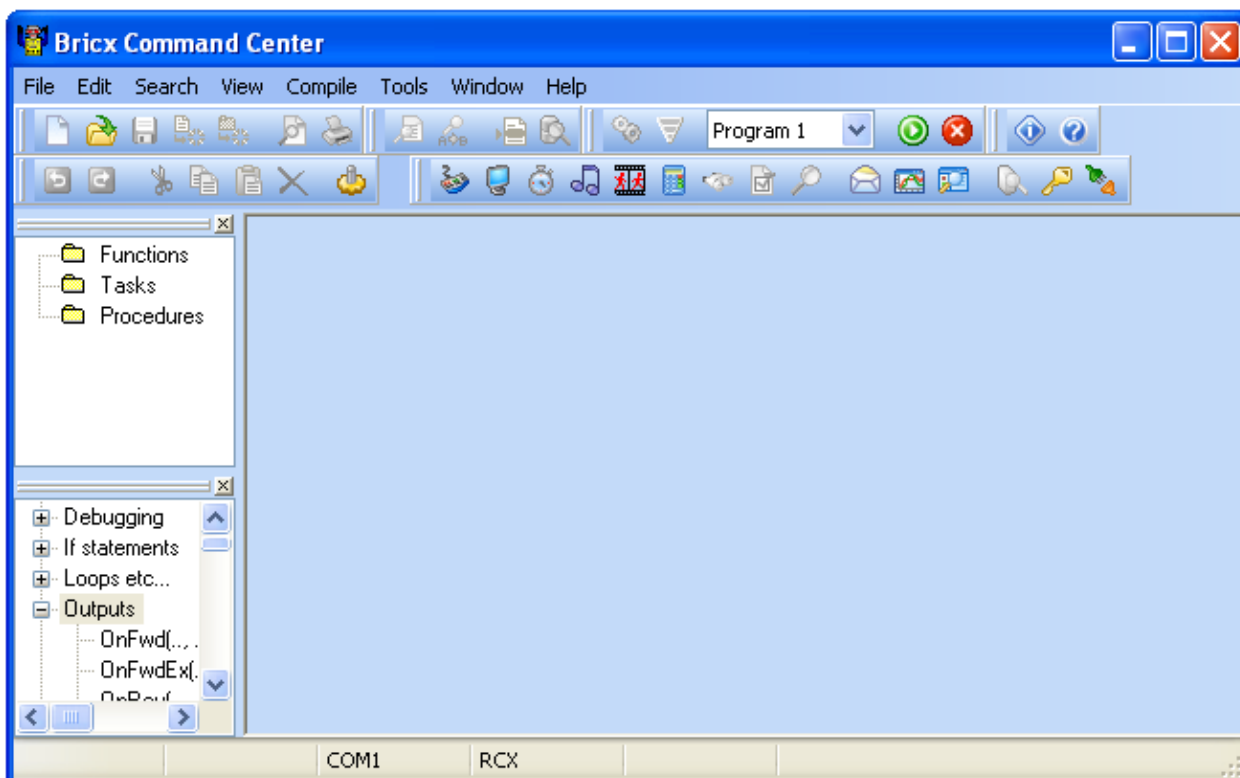 Bricx Command Center
File Edit Search View Compile Tools Window Help
Program 1
Functions
Tasks
Procedures
Debugging
If statements
Loops etc...
Outputs
OnFwd(.., .
OnFwdEx(.
COM1 RCX